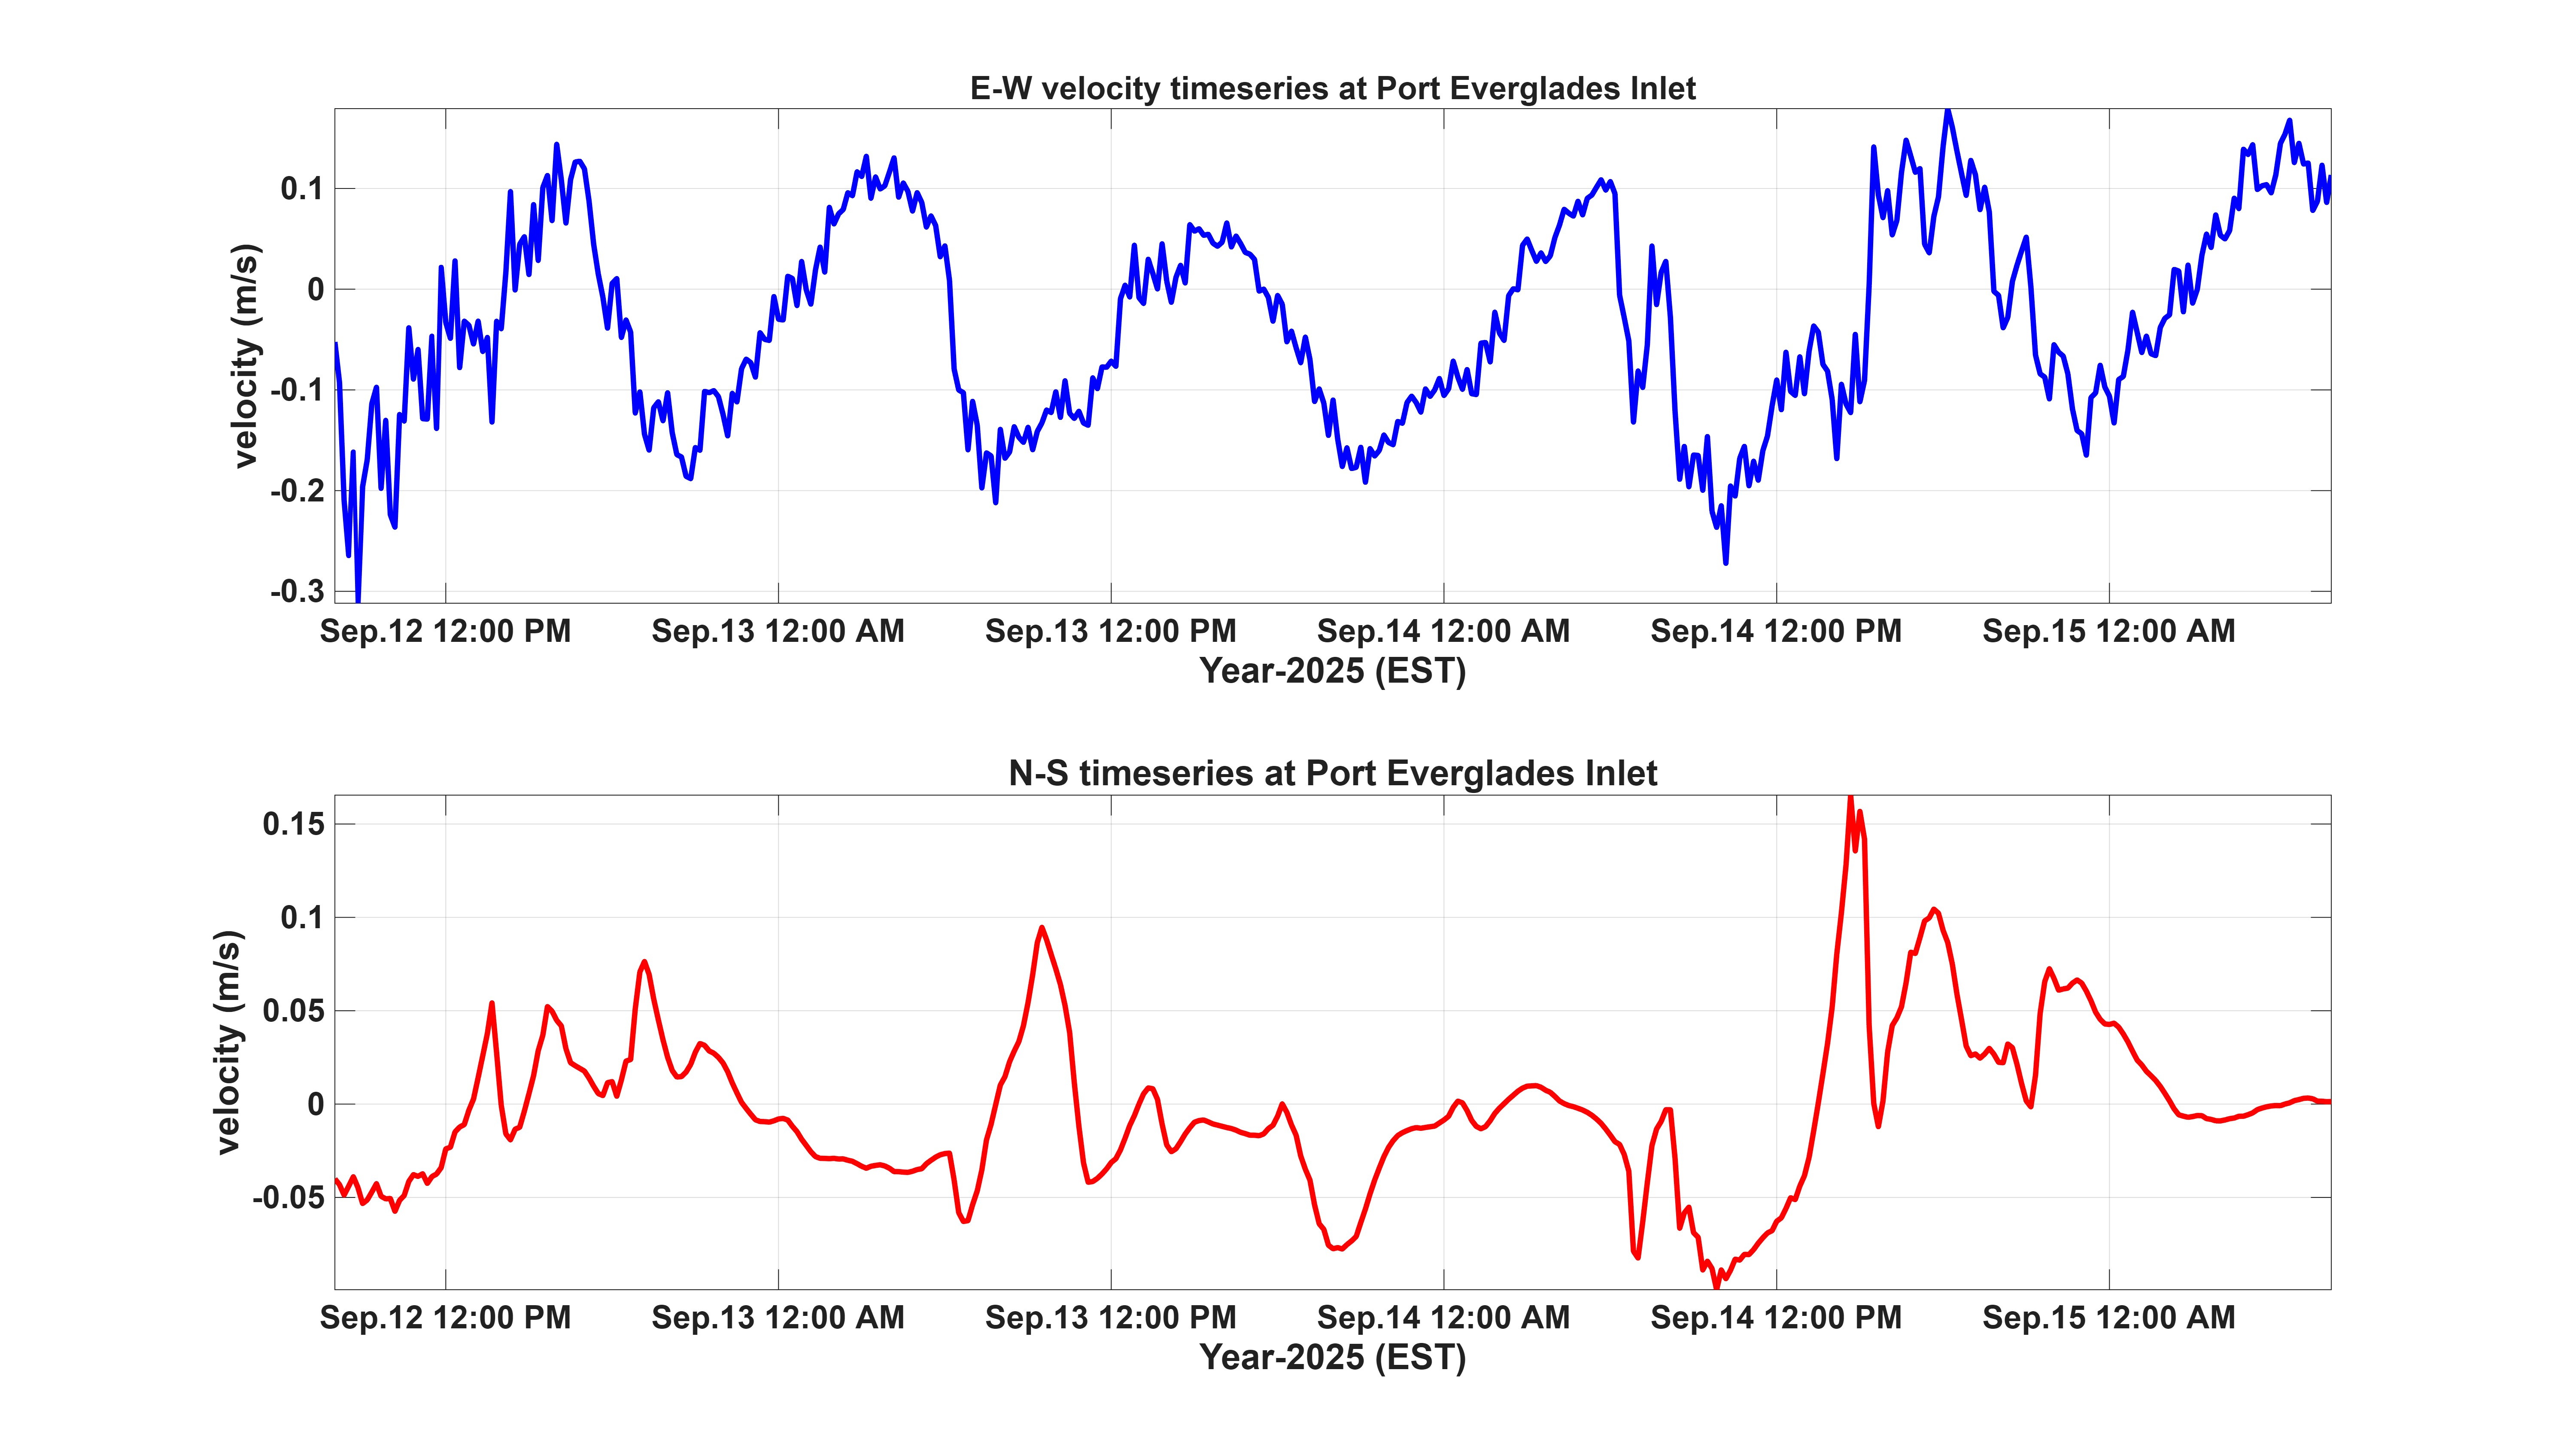 E-W velocity timeseries at Port Everglades Inlet
velocity (m/s)
0.1
0
-0.1
-0.2
-0.3
Sep.12 12:00 PM Sep.13 12:00 AM Sep.13 12:00 PM Sep.14 12:00 AM Sep.14 12:00 PM Sep.15 12:00 AM
Year-2025 (EST)
N-S timeseries at Port Everglades Inlet
velocity (m/s)
0.15
0.1
0.05
0
-0.05
Sep.12 12:00 PM Sep.13 12:00 AM Sep.13 12:00 PM Sep.14 12:00 AM Sep.14 12:00 PM Sep.15 12:00 AM
Year-2025 (EST)